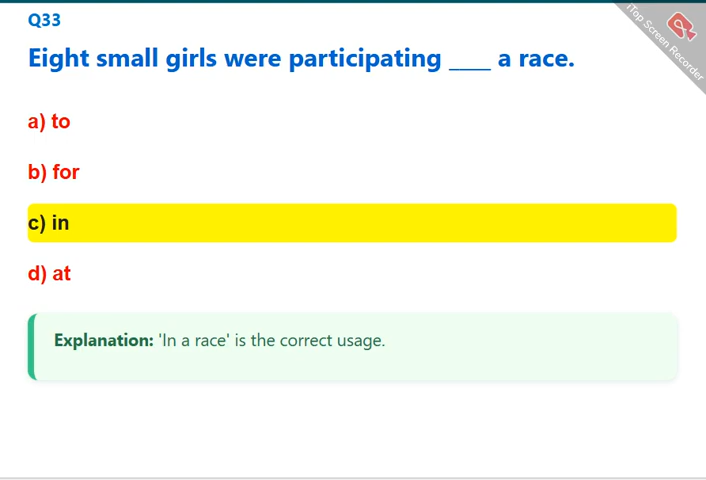 Q33
iTop Screen Recorder
Eight small girls were participating ____ a race.
a) to
b) for
c) in
d) at
Explanation: 'In a race' is the correct usage.